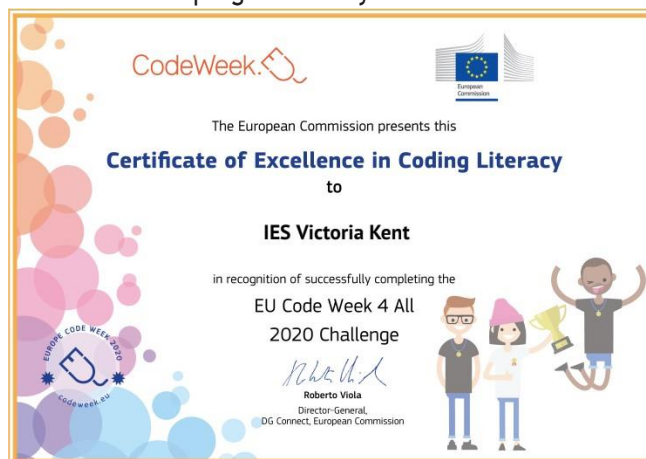 CodeWeek.
European
Commission
The European Commission presents this
Certificate of Excellence in Coding Literacy
to
IES Victoria Kent
in recognition of successfully completing the
EU Code Week 4 All
2020 Challenge
Roberto Viola
Director-General,
DG Connect, European Commission
EUROPE CODE WEEK 2020
codeweek.eu